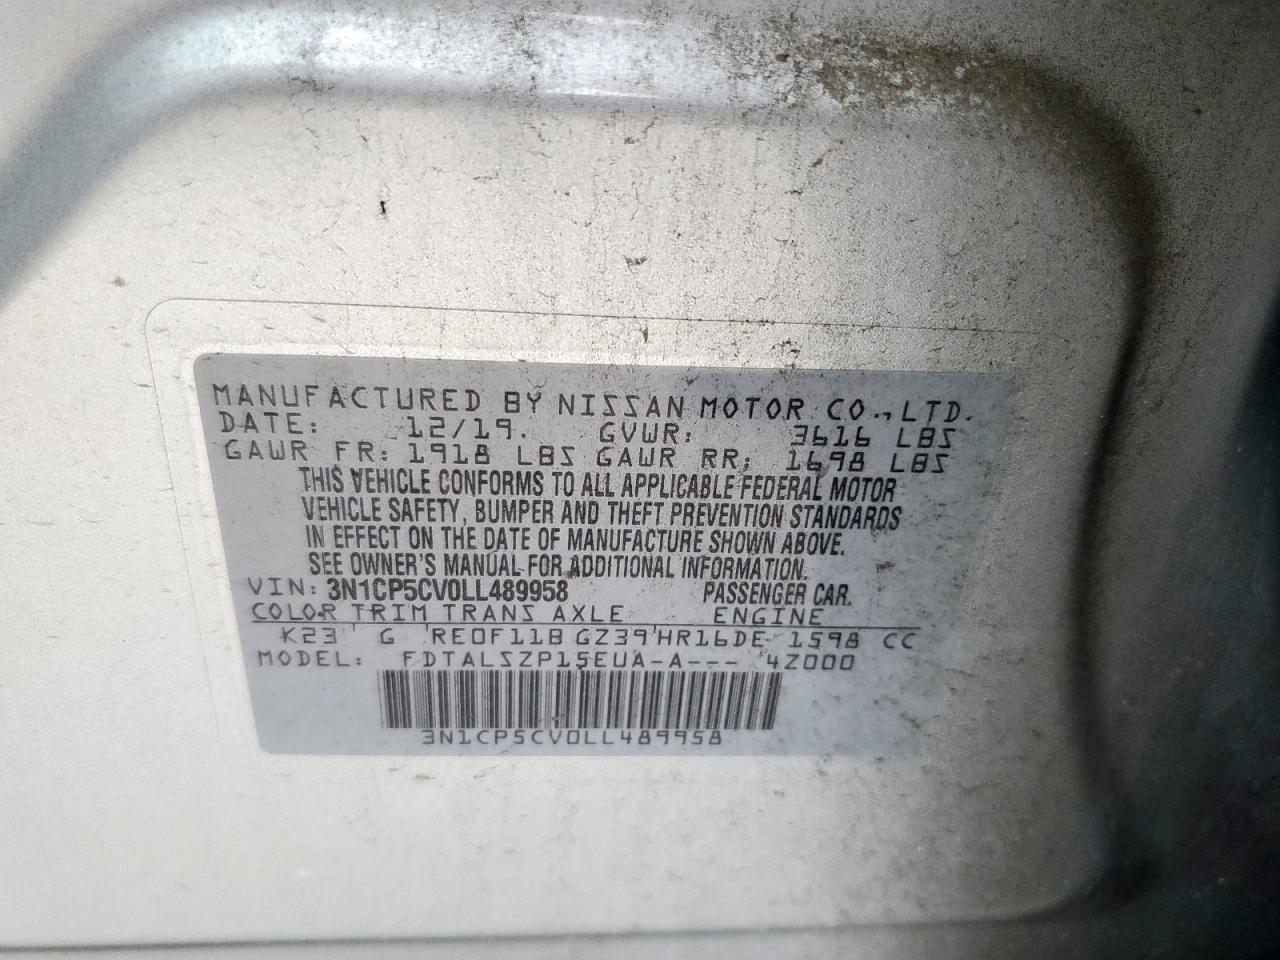 MANUFACTURED BY NISSAN MOTOR CO., LTD.
DATE: 12/19. GVWR: 3616 LBS
GAWR FR: 1918 LBS GAWR RR: 1698 LBS
THIS VEHICLE CONFORMS TO ALL APPLICABLE FEDERAL MOTOR
VEHICLE SAFETY, BUMPER AND THEFT PREVENTION STANDARDS
IN EFFECT ON THE DATE OF MANUFACTURE SHOWN ABOVE.
SEE OWNER'S MANUAL FOR ADDITIONAL INFORMATION.
VIN: 3N1CP5CV0LL489958 PASSENGER CAR.
COLOR TRIM TRANS AXLE ENGINE
K23 G RE0F11B GZ39 HR16DE 1598 CC
MODEL: FDTALSZP15EUA-A--- 4Z000
3N1CP5CV0LL489958